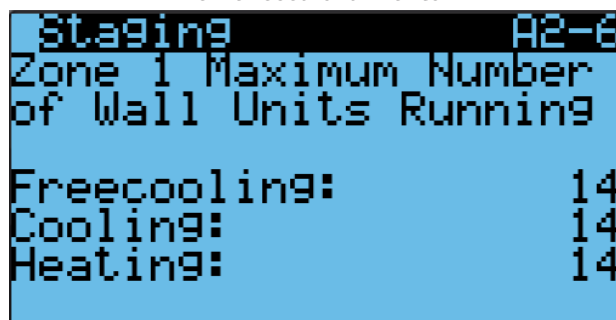 Staging A2-6
Zone 1 Maximum Number
of Wall Units Running
Freecooling: 14
Cooling: 14
Heating: 14